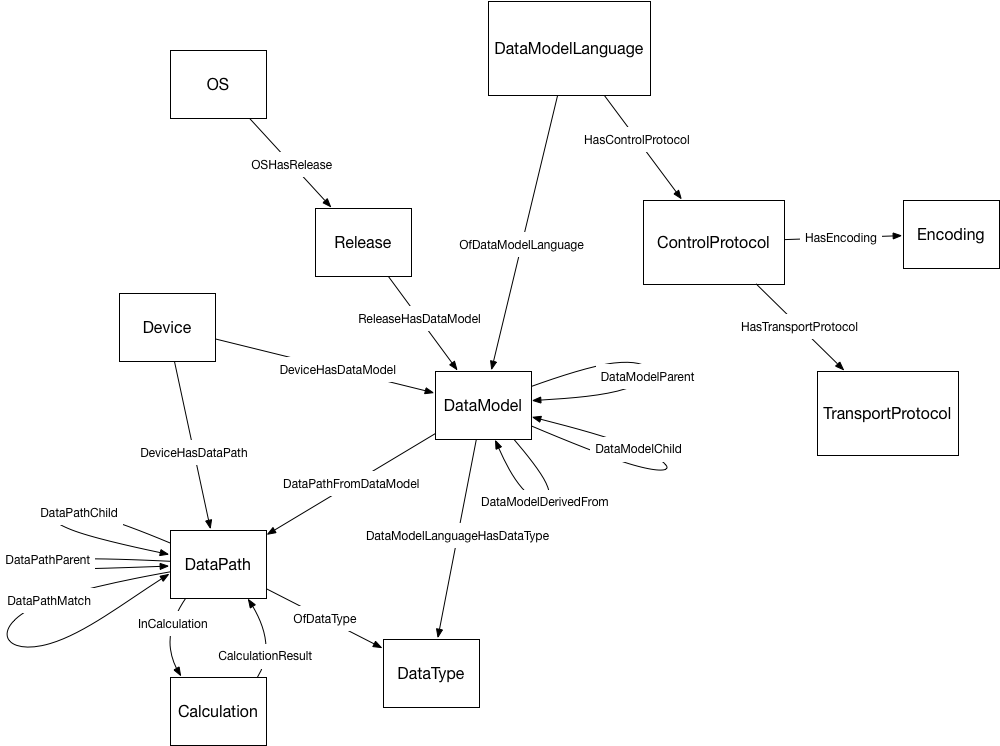 DataModelLanguage
OS
HasControlProtocol
OSHasRelease
Release
OfDataModelLanguage
ControlProtocol
HasEncoding
Encoding
Device
ReleaseHasDataModel
HasTransportProtocol
DeviceHasDataModel
DataModelParent
DataModel
TransportProtocol
DeviceHasDataPath
DataModelChild
DataPathFromDataModel
DataModelDerivedFrom
DataPathChild
DataModelLanguageHasDataType
DataPathParent
DataPath
DataPathMatch
InCalculation
OfDataType
CalculationResult
DataType
Calculation